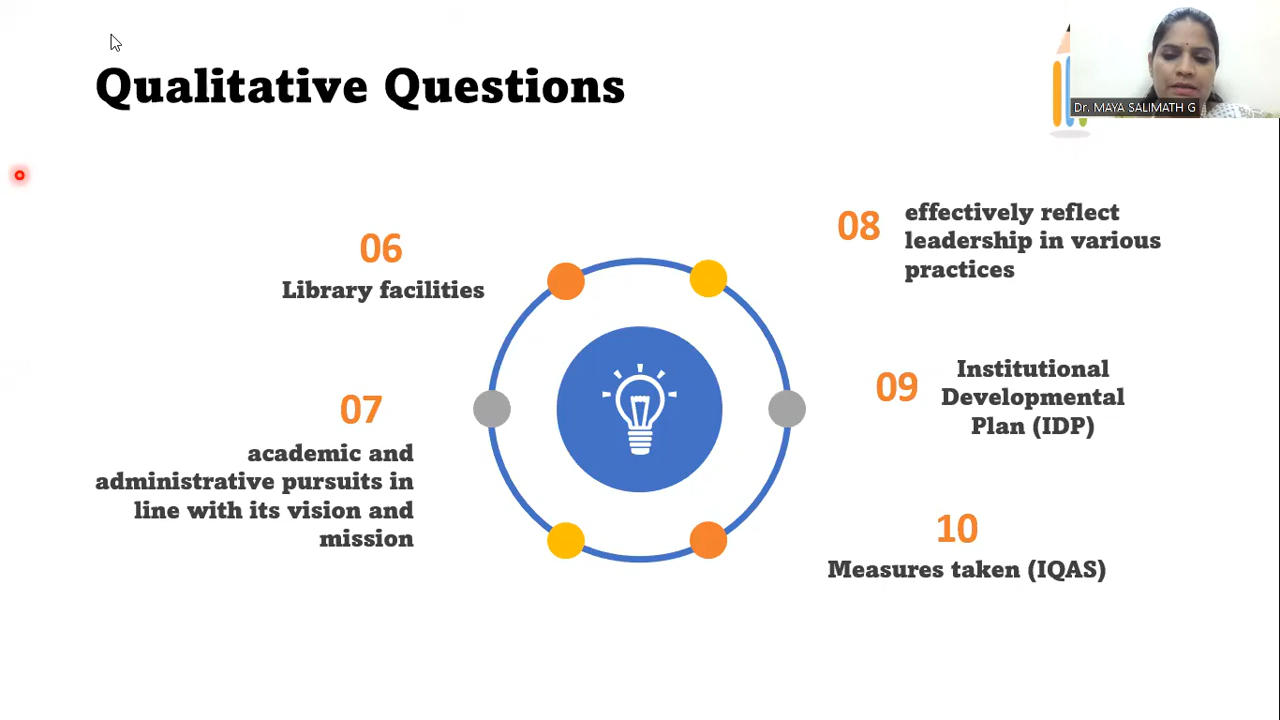 Qualitative Questions
Dr. MAYA SALIMATH G
06
Library facilities
07
academic and
administrative pursuits in
line with its vision and
mission
08
effectively reflect
leadership in various
practices
09
Institutional
Developmental
Plan (IDP)
10
Measures taken (IQAS)